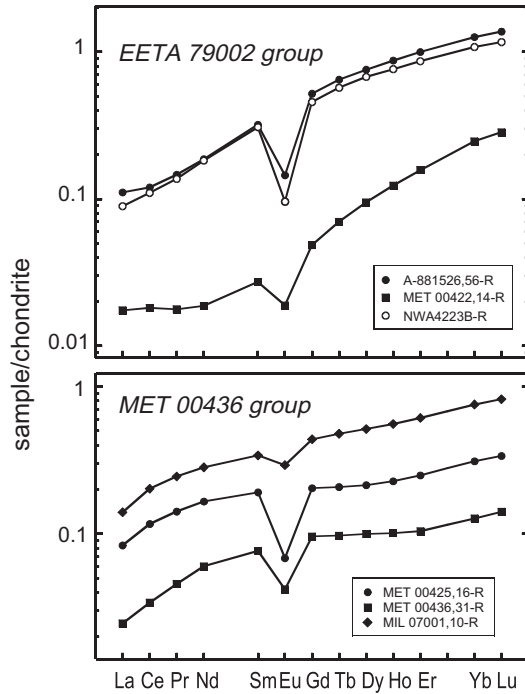 EETA 79002 group
1
0.1
0.01
A-881526,56-R
MET 00422,14-R
NWA4223B-R
sample/chondrite
MET 00436 group
1
0.1
MET 00425,16-R
MET 00436,31-R
MIL 07001,10-R
La Ce Pr Nd Sm Eu Gd Tb Dy Ho Er Yb Lu